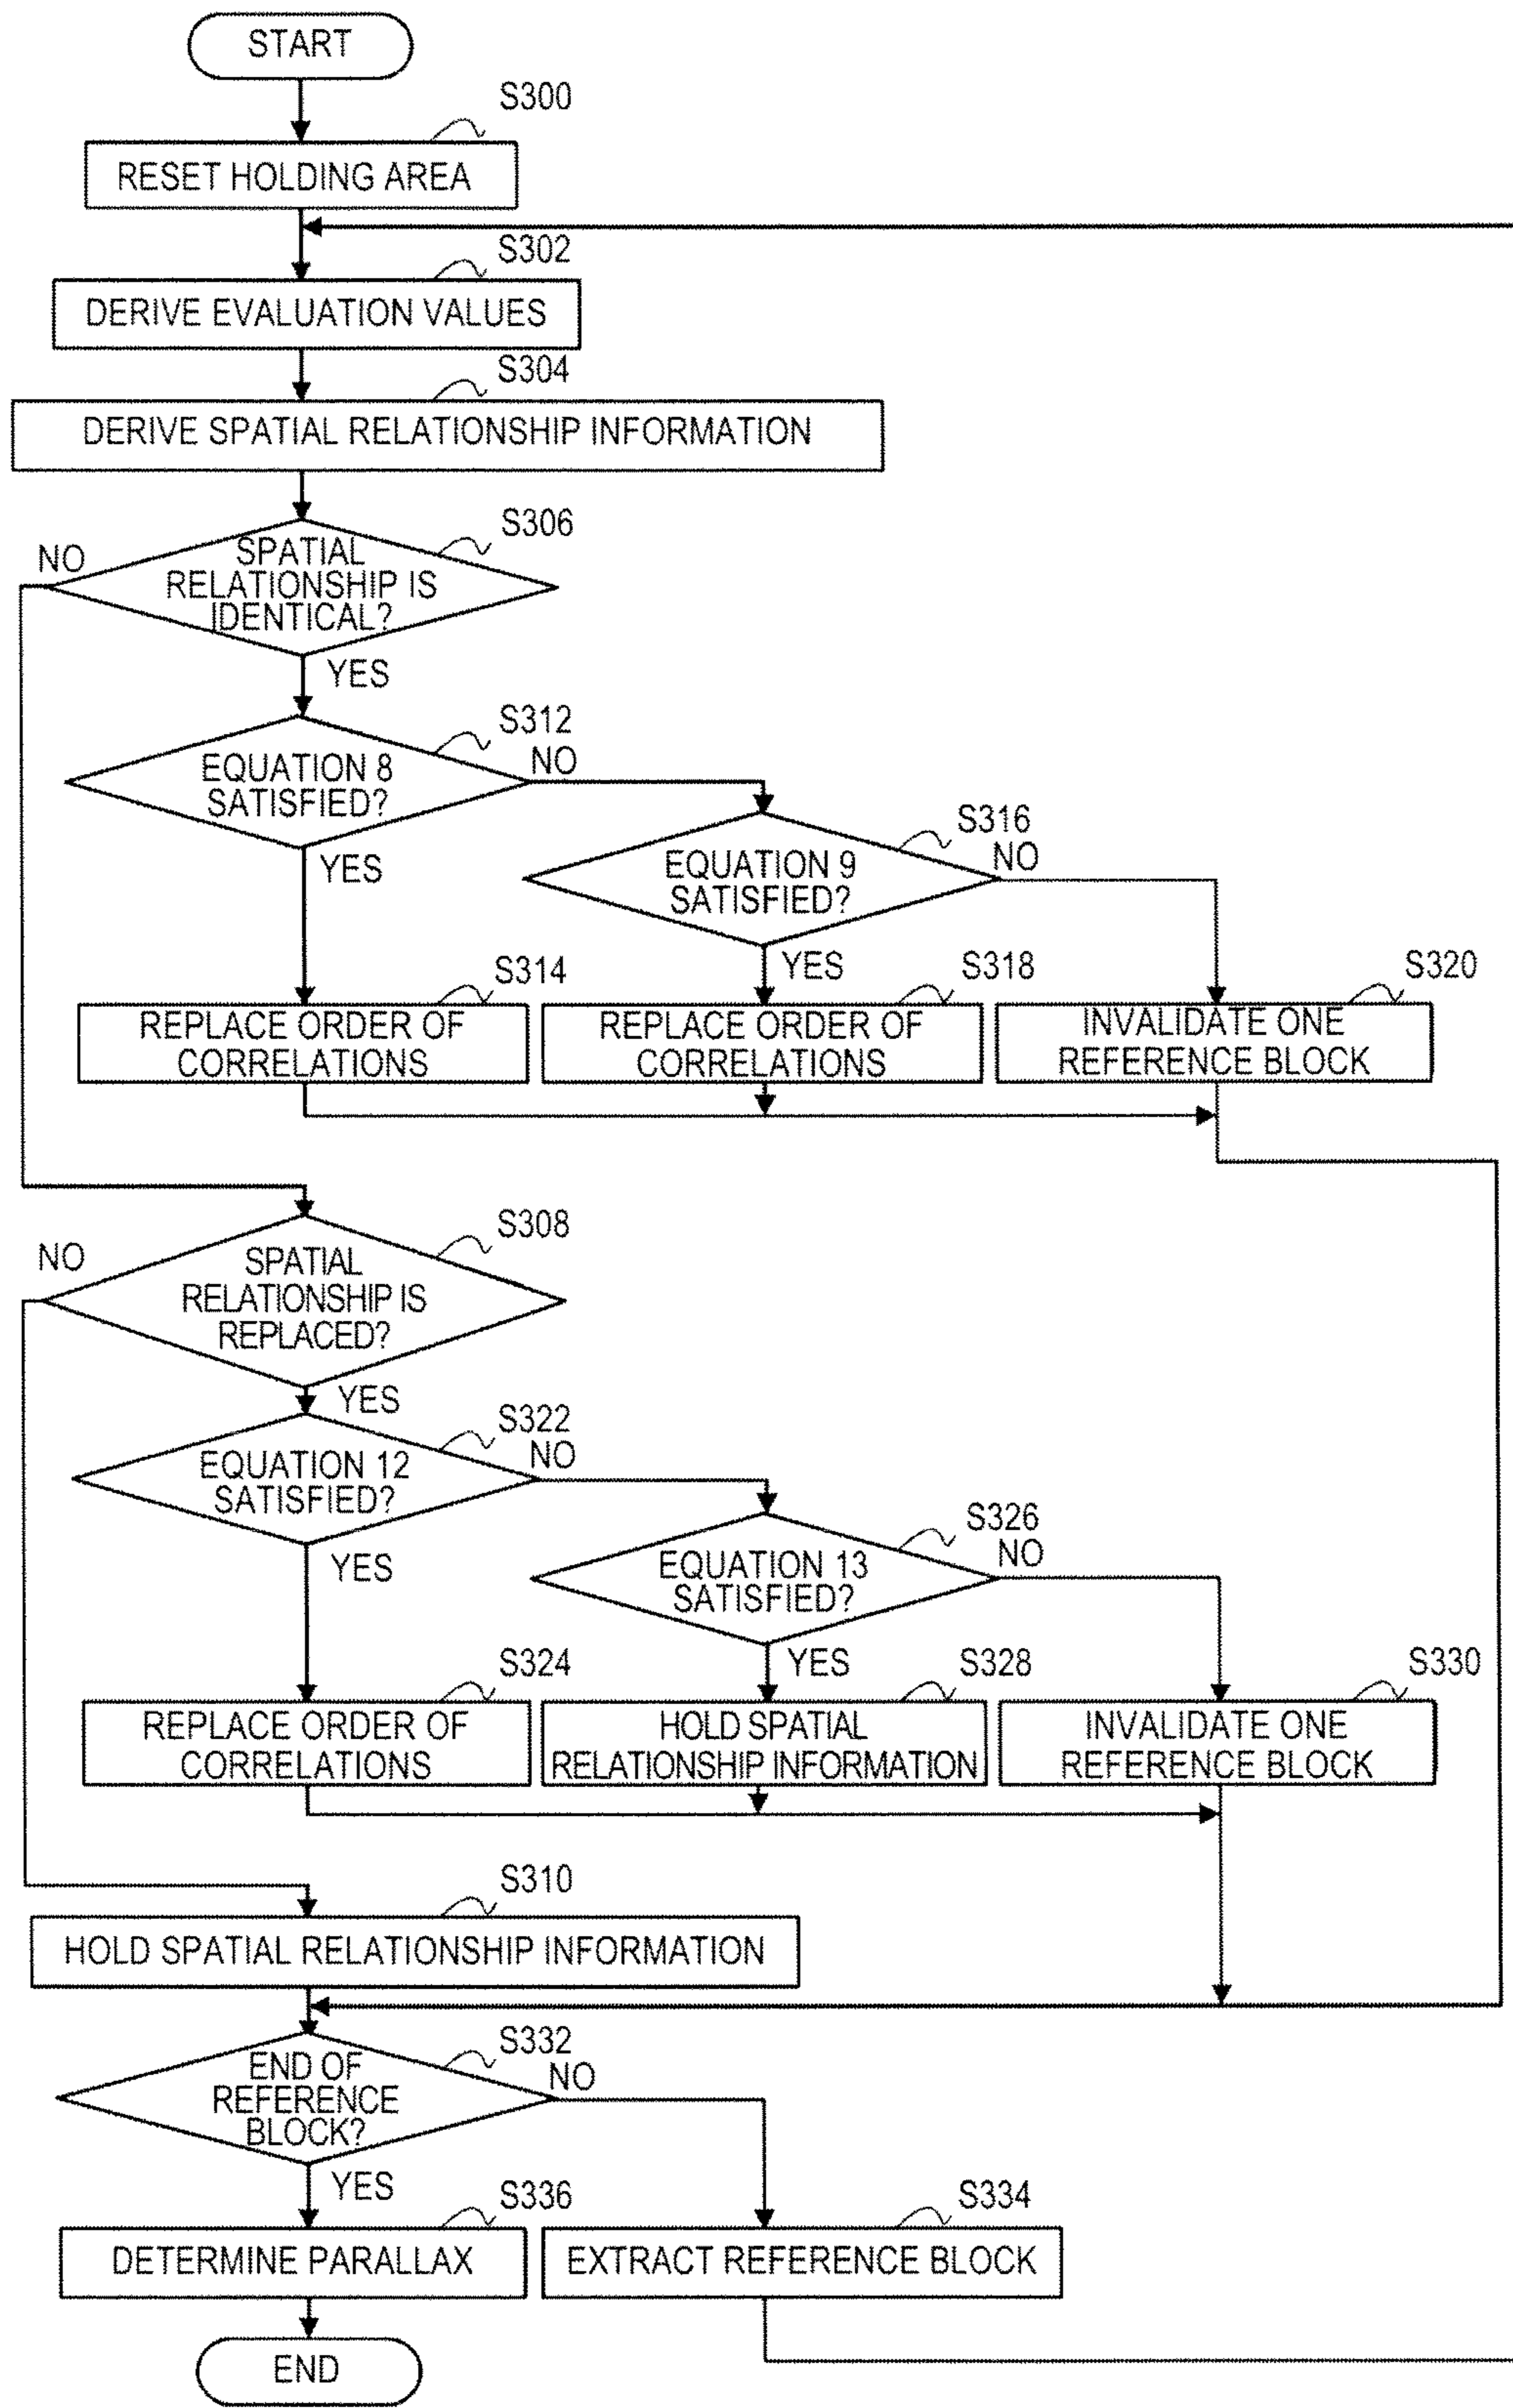 START
S300
RESET HOLDING AREA
S302
DERIVE EVALUATION VALUES
S304
DERIVE SPATIAL RELATIONSHIP INFORMATION
S306
NO
SPATIAL
RELATIONSHIP IS
IDENTICAL?
YES
S312
EQUATION 8
SATISFIED?
NO
YES
S316
EQUATION 9
SATISFIED?
NO
YES
S314
REPLACE ORDER OF
CORRELATIONS
S318
REPLACE ORDER OF
CORRELATIONS
S320
INVALIDATE ONE
REFERENCE BLOCK
S308
NO
SPATIAL
RELATIONSHIP IS
REPLACED?
YES
S322
EQUATION 12
SATISFIED?
NO
YES
S326
EQUATION 13
SATISFIED?
NO
YES
S324
REPLACE ORDER OF
CORRELATIONS
S328
HOLD SPATIAL
RELATIONSHIP INFORMATION
S330
INVALIDATE ONE
REFERENCE BLOCK
S310
HOLD SPATIAL RELATIONSHIP INFORMATION
S332
END OF
REFERENCE
BLOCK?
NO
YES
S336
DETERMINE PARALLAX
S334
EXTRACT REFERENCE BLOCK
END